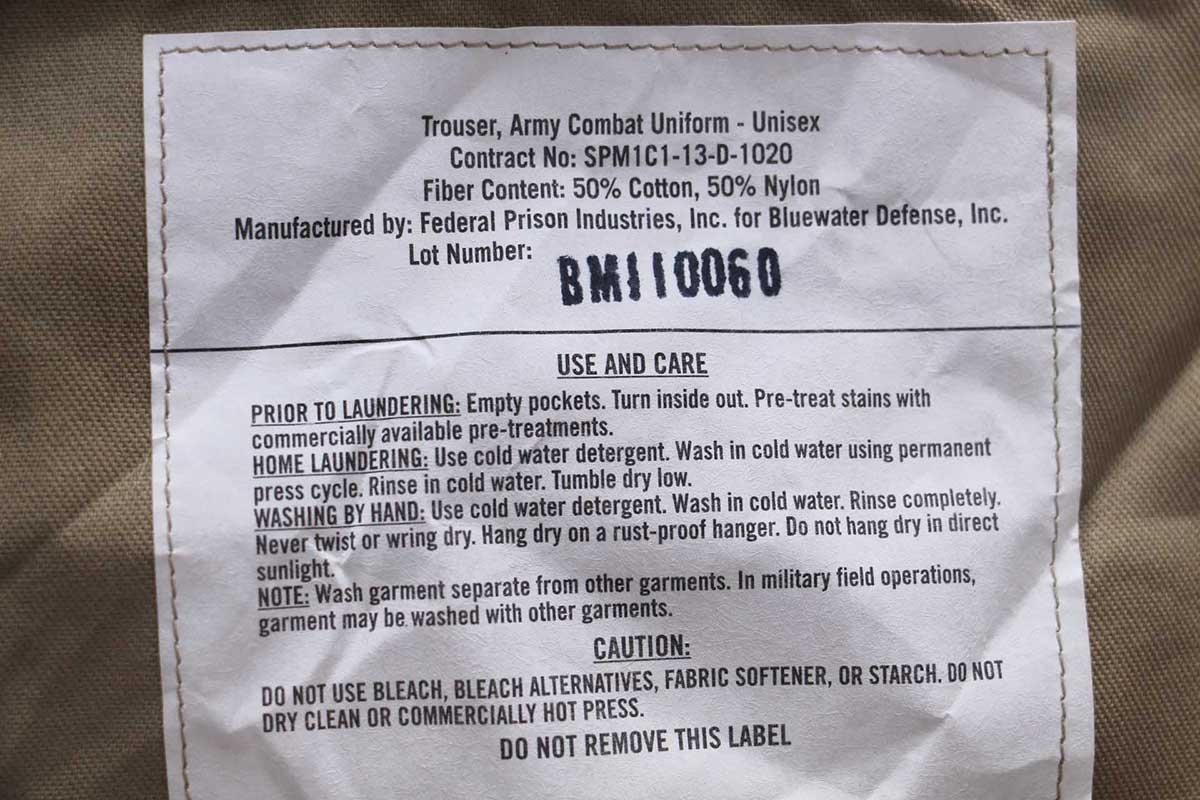 Trouser, Army Combat Uniform - Unisex
Contract No: SPM1C1-13-D-1020
Fiber Content: 50% Cotton, 50% Nylon
Manufactured by: Federal Prison Industries, Inc. for Bluewater Defense, Inc.
Lot Number: BM110060
USE AND CARE
PRIOR TO LAUNDERING: Empty pockets. Turn inside out. Pre-treat stains with
commercially available pre-treatments.
HOME LAUNDERING: Use cold water detergent. Wash in cold water using permanent
press cycle. Rinse in cold water. Tumble dry low.
WASHING BY HAND: Use cold water detergent. Wash in cold water. Rinse completely.
Never twist or wring dry. Hang dry on a rust-proof hanger. Do not hang dry in direct
sunlight.
NOTE: Wash garment separate from other garments. In military field operations,
garment may be washed with other garments.
CAUTION:
DO NOT USE BLEACH, BLEACH ALTERNATIVES, FABRIC SOFTENER, OR STARCH. DO NOT
DRY CLEAN OR COMMERCIALLY HOT PRESS.
DO NOT REMOVE THIS LABEL